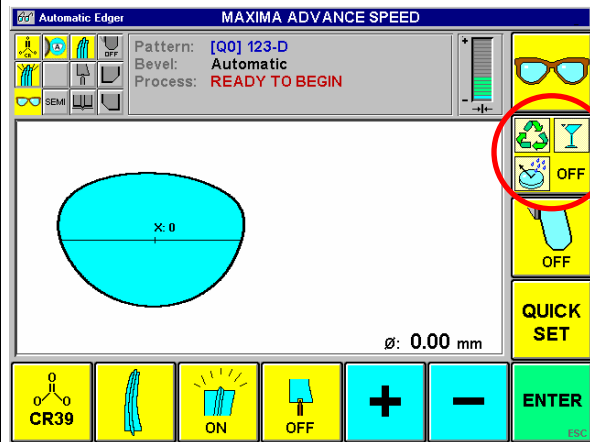 Automatic Edger
MAXIMA ADVANCE SPEED
CR
A
OFF
SEMI
Pattern: [Q0] 123-D
Bevel: Automatic
Process: READY TO BEGIN
+
-
OFF
X: 0
OFF
ø: 0.00 mm
QUICK
SET
O
O O
CR39
ON
OFF
+
-
ENTER
ESC